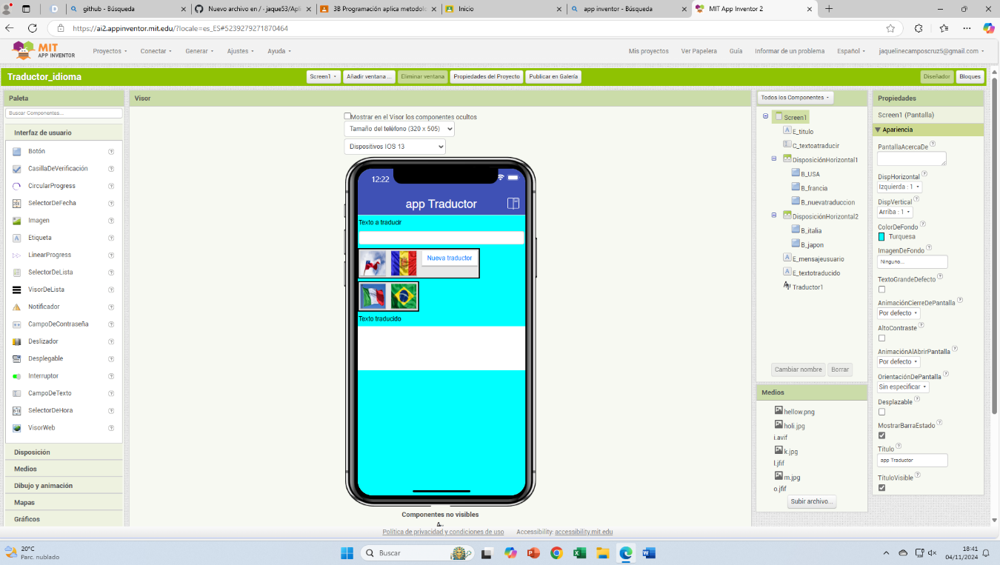 github - Búsqueda
Nuevo archivo en / - jaque53/Apli
3B Programación aplica metodolo
Inicio
app inventor - Búsqueda
MIT App Inventor 2
https://ai2.appinventor.mit.edu/?locale=es_ES#5239279271870464
MIT
APP INVENTOR
Proyectos
Conectar
Generar
Ajustes
Ayuda
Mis proyectos
Ver Papelera
Guía
Informar de un problema
Español
jaquelinecamposcruz5@gmail.com
Traductor_idioma
Screen1
Añadir ventana ...
Eliminar ventana
Propiedades del Proyecto
Publicar en Galería
Diseñador
Bloques
Paleta
Buscar Componentes...
Interfaz de usuario
Botón
CasillaDeVerificación
CircularProgress
SelectorDeFecha
Imagen
Etiqueta
LinearProgress
SelectorDeLista
VisorDeLista
Notificador
CampoDeContraseña
Deslizador
Desplegable
Interruptor
CampoDeTexto
SelectorDeHora
VisorWeb
Disposición
Medios
Dibujo y animación
Mapas
Gráficos
Visor
Mostrar en el Visor los componentes ocultos
Tamaño del teléfono (320 x 505)
Dispositivos IOS 13
12:22
app Traductor
Texto a traducir
Nueva traductor
Texto traducido
Componentes no visibles
Todos los Componentes
Screen1
E_titulo
C_textoatraducir
DisposiciónHorizontal1
B_USA
B_francia
B_nuevatraduccion
DisposiciónHorizontal2
B_italia
B_japon
E_mensajeusuario
E_textotraducido
Traductor1
Cambiar nombre
Borrar
Medios
hellow.png
holi.jpg
i.avif
k.jpg
l.jfif
m.jpg
o.jfif
Subir archivo...
Propiedades
Screen1 (Pantalla)
Apariencia
PantallaAcercaDe
DispHorizontal
Izquierda : 1
DispVertical
Arriba : 1
ColorDeFondo
Turquesa
ImagenDeFondo
Ninguno...
TextoGrandeDefecto
AnimaciónCierreDePantalla
Por defecto
AltoContraste
AnimaciónAlAbrirPantalla
Por defecto
OrientaciónDePantalla
Sin especificar
Desplazable
MostrarBarraEstado
Título
app Traductor
TítuloVisible
Política de privacidad y condiciones de uso
Accessibility: accessibility.mit.edu
20°C
Parc. nublado
Buscar
18:41
04/11/2024